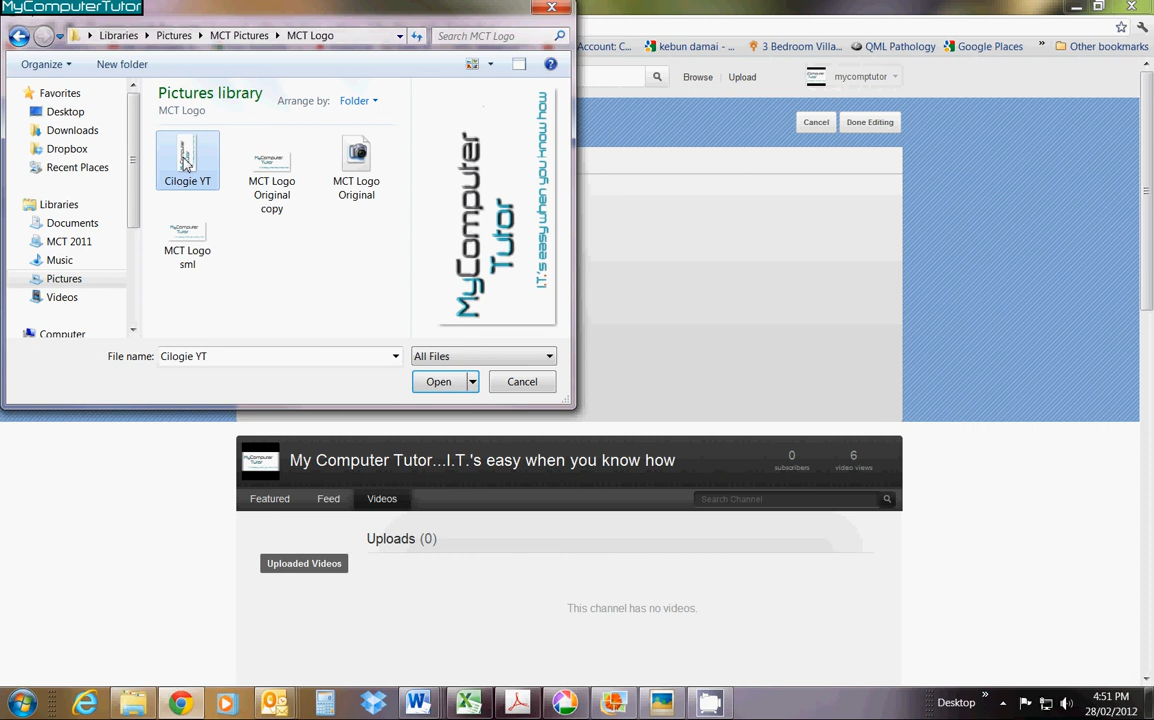 MyComputerTutor
Libraries Pictures MCT Pictures MCT Logo
Search MCT Logo
Account: C...
kebun damai - ...
3 Bedroom Villa...
QML Pathology
Google Places
»
Other bookmarks
Organize
New folder
Browse
Upload
mycomptutor
Favorites
Desktop
Downloads
Dropbox
Recent Places
Libraries
Documents
MCT 2011
Music
Pictures
Videos
Computer
Pictures library
MCT Logo
Arrange by: Folder
Cilogie YT
MCT Logo
Original
copy
MCT Logo
Original
MCT Logo
sml
MyComputer
Tutor
I.T.'s easy when you know how
File name: Cilogie YT
All Files
Open
Cancel
Cancel
Done Editing
My Computer Tutor...I.T.'s easy when you know how
0
subscribers
6
video views
Featured
Feed
Videos
Search Channel
Uploads (0)
Uploaded Videos
This channel has no videos.
Desktop
»
4:51 PM
28/02/2012